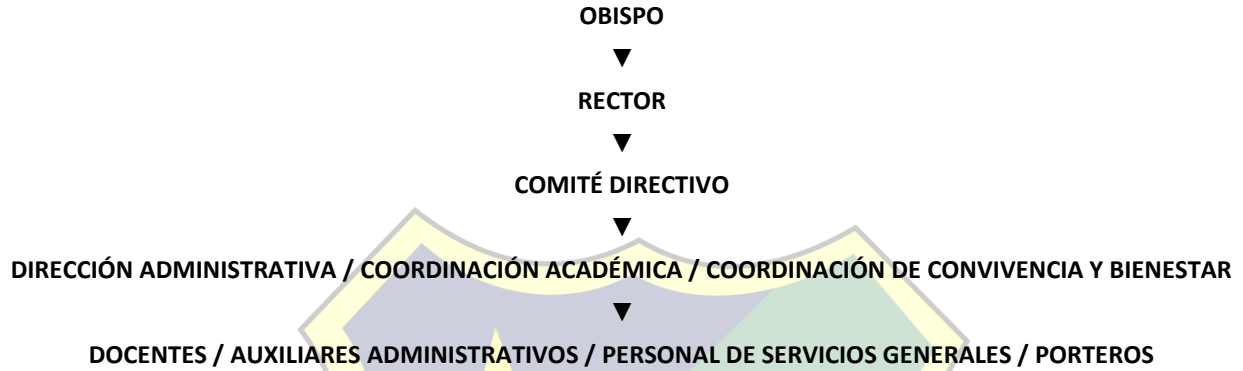 OBISPO
▼
RECTOR
▼
COMITÉ DIRECTIVO
▼
DIRECCIÓN ADMINISTRATIVA / COORDINACIÓN ACADÉMICA / COORDINACIÓN DE CONVIVENCIA Y BIENESTAR
▼
DOCENTES / AUXILIARES ADMINISTRATIVOS / PERSONAL DE SERVICIOS GENERALES / PORTEROS